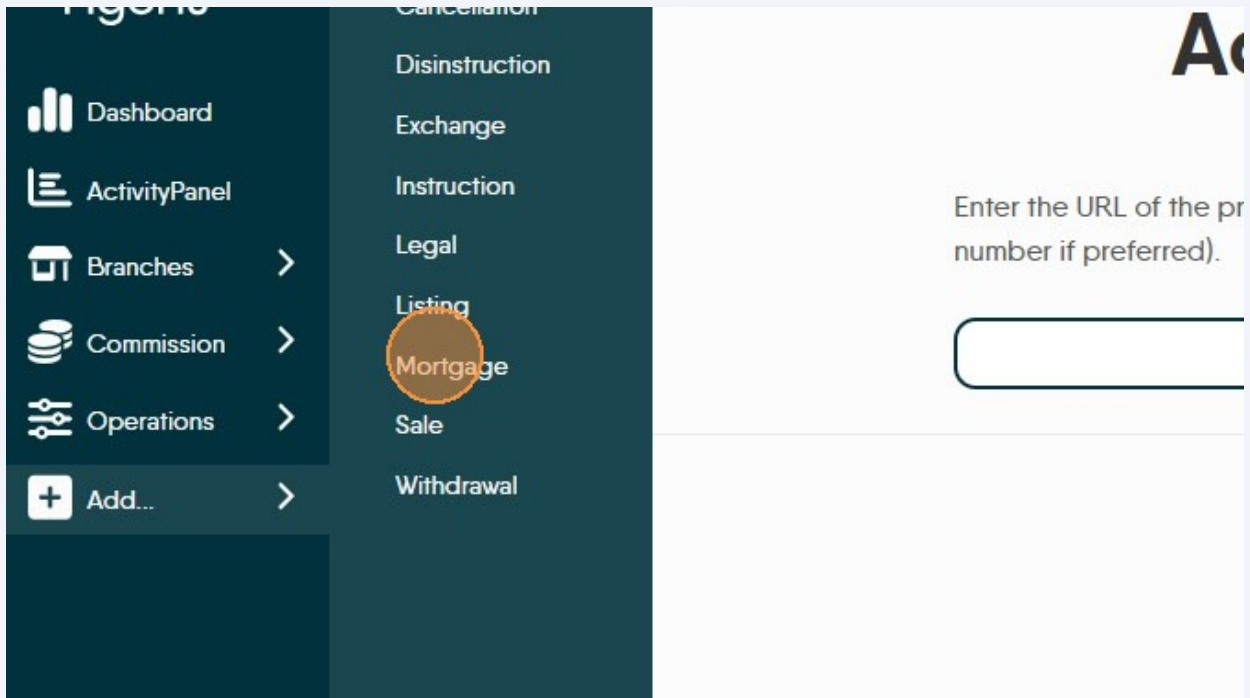 Dashboard
ActivityPanel
Branches
Commission
Operations
Add...
Cancellation
Disinstruction
Exchange
Instruction
Legal
Listing
Mortgage
Sale
Withdrawal
Enter the URL of the pr
number if preferred).